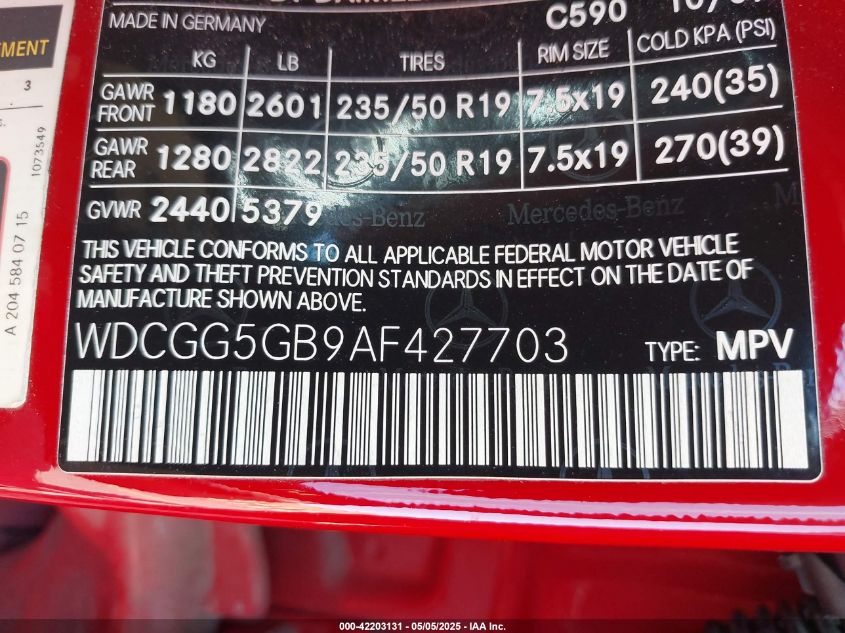 MADE IN GERMANY C590
KG LB TIRES RIM SIZE COLD KPA (PSI)
GAWR FRONT 1180 2601 235/50 R19 7.5x19 240(35)
GAWR REAR 1280 2822 235/50 R19 7.5x19 270(39)
GVWR 2440 5379
Mercedes-Benz
THIS VEHICLE CONFORMS TO ALL APPLICABLE FEDERAL MOTOR VEHICLE
SAFETY AND THEFT PREVENTION STANDARDS IN EFFECT ON THE DATE OF
MANUFACTURE SHOWN ABOVE.
WDCGG5GB9AF427703 TYPE: MPV
A 204 584 07 15
1073549
3
000-42203131 - 05/05/2025 - IAA Inc.